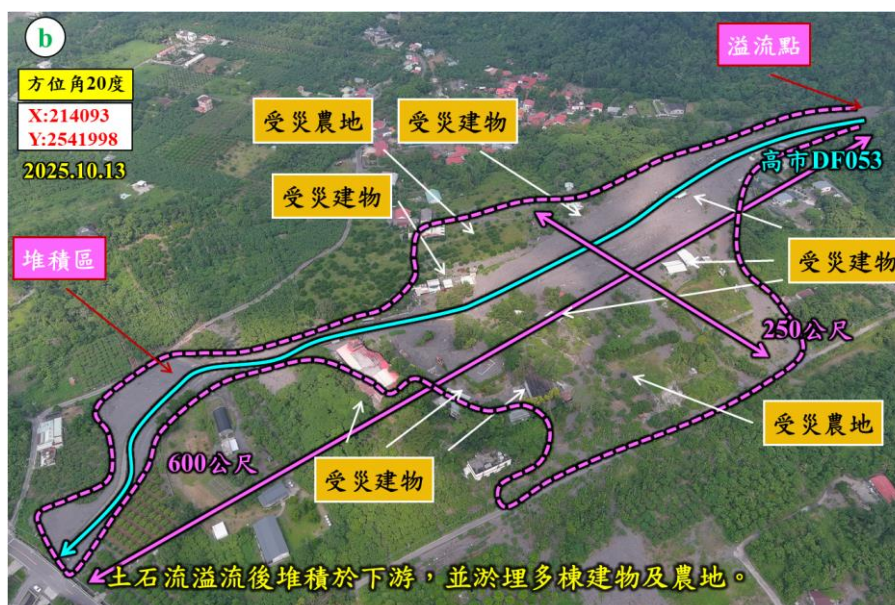 b
溢流點
方位角20度
X:214093
Y:2541998
2025.10.13
受災農地
受災建物
高市DF053
受災建物
堆積區
受災建物
250公尺
受災農地
600公尺
受災建物
土石流溢流後堆積於下游，並淤埋多棟建物及農地。